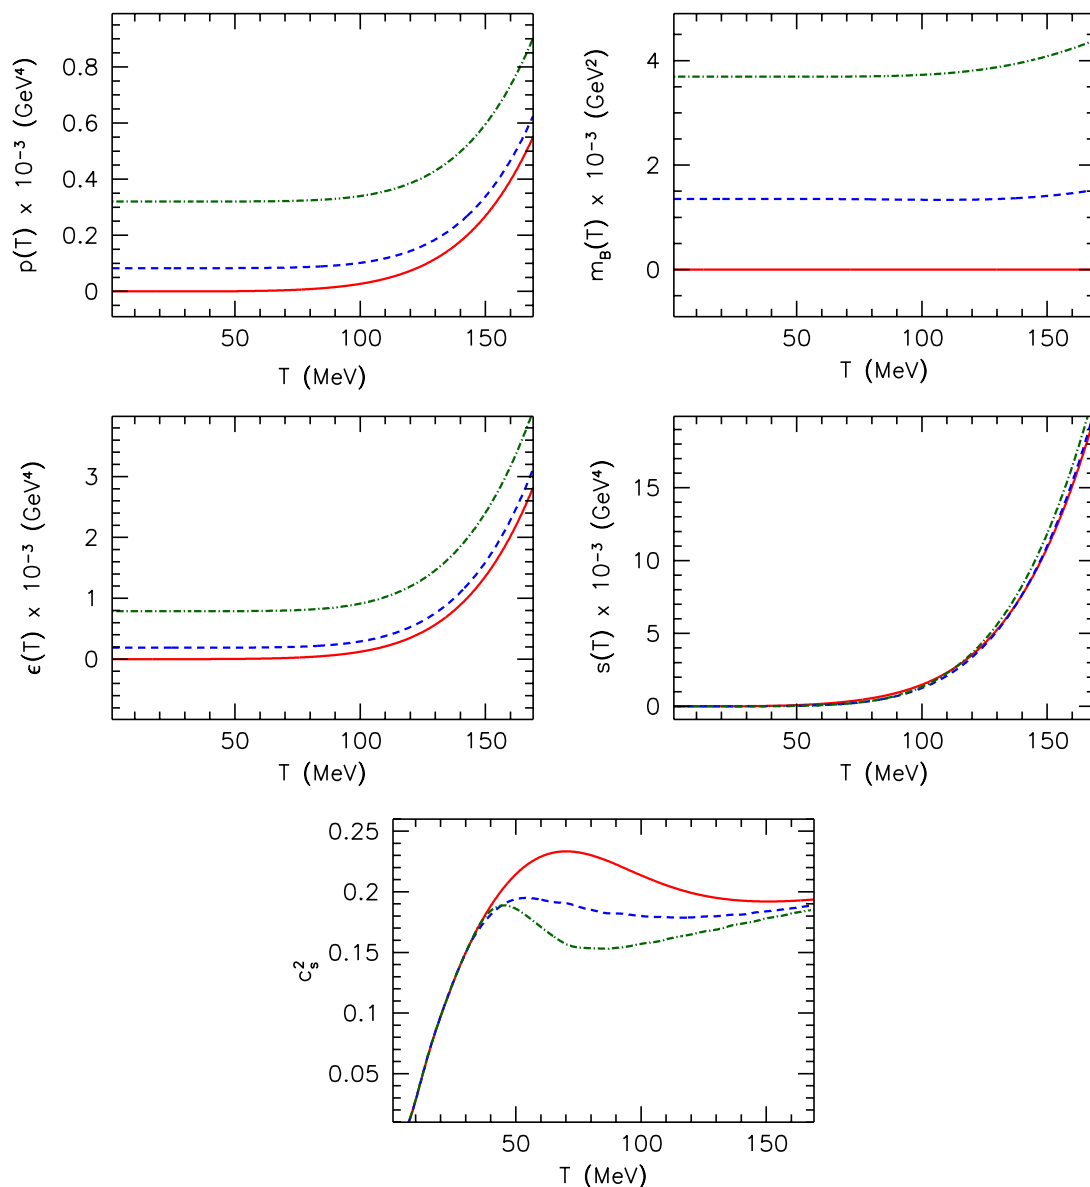 p(T) x 10⁻³ (GeV⁴)
0.8
0.6
0.4
0.2
0
50 100 150
T (MeV)
m_B(T) x 10⁻³ (GeV²)
4
2
0
50 100 150
T (MeV)
ϵ(T) x 10⁻³ (GeV⁴)
3
2
1
0
50 100 150
T (MeV)
s(T) x 10⁻³ (GeV⁴)
15
10
5
0
50 100 150
T (MeV)
c_s²
0.25
0.2
0.15
0.1
0.05
50 100 150
T (MeV)